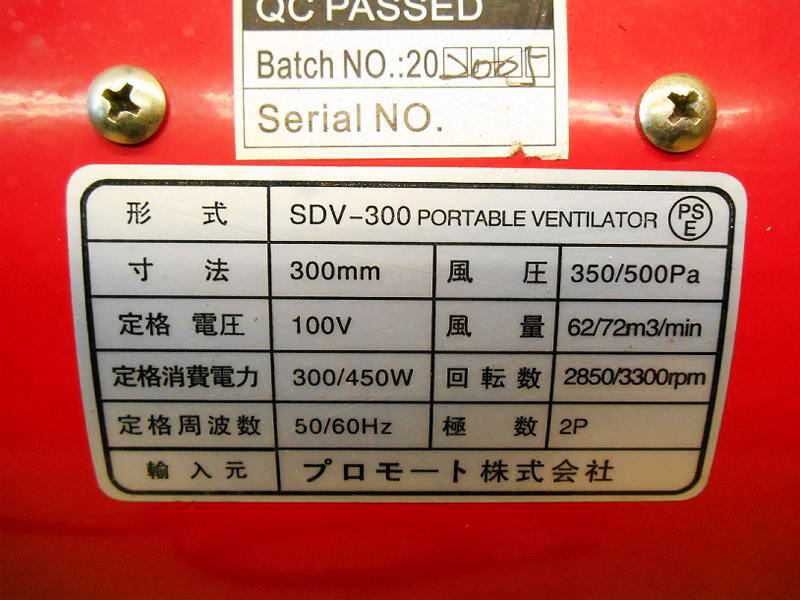 QC PASSED
Batch NO.:20
Serial NO.
形式 SDV-300 PORTABLE VENTILATOR PSE
寸法 300mm 風圧 350/500Pa
定格電圧 100V 風量 62/72m3/min
定格消費電力 300/450W 回転数 2850/3300rpm
定格周波数 50/60Hz 極数 2P
輸入元 プロモート株式会社